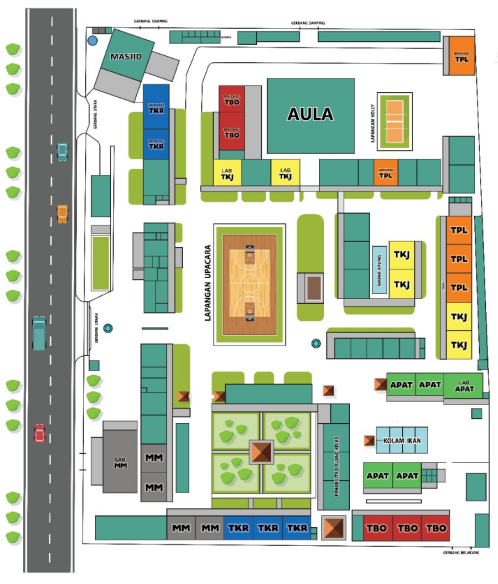 GERBANG SAMPING
GERBANG SAMPING
MASJID
TPL
TKR
TKR
TBO
TBO
AULA
LAPANGAN VOLLY
LAB
TKJ
LAB
TKJ
TPL
GERBANG UTAMA
LAPANGAN UPACARA
TKJ
TKJ
TPL
TPL
TPL
TKJ
TKJ
GERBANG UTAMA
APAT
APAT
LAB
APAT
KOLAM IKAN
LAB
MM
MM
MM
APAT
APAT
MM
MM
TKR
TKR
TKR
TBO
TBO
TBO
GERBANG BELAKANG